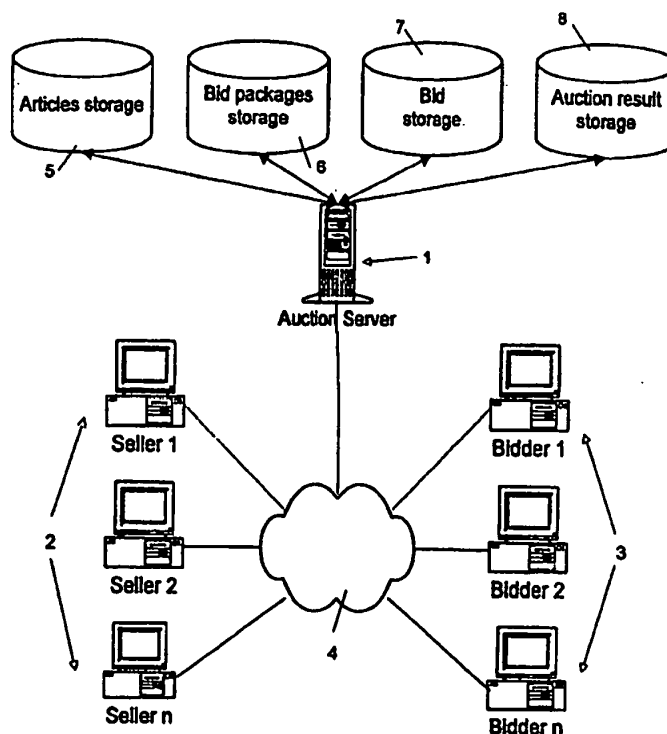 7
8
Articles storage
Bid packages
storage
Bid
storage.
Auction result
storage
5
6
1
Auction Server
Seller 1
Bidder 1
2
Seller 2
Bidder 2
3
4
Seller n
Bidder n